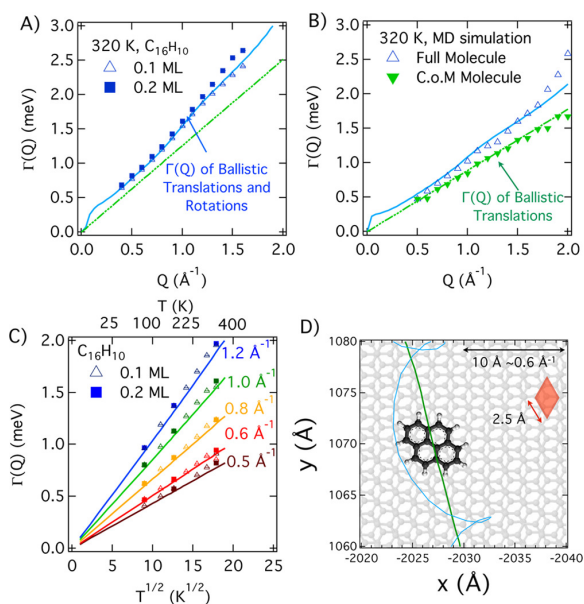 A)
320 K, C16H10
0.1 ML
0.2 ML
Γ(Q) of Ballistic
Translations and
Rotations
Γ(Q) (meV)
3.0
2.5
2.0
1.5
1.0
0.5
0.0
0.0 0.5 1.0 1.5 2.0
Q (Å⁻¹)
B)
320 K, MD simulation
Full Molecule
C.o.M Molecule
Γ(Q) of Ballistic
Translations
Γ(Q) (meV)
3.0
2.5
2.0
1.5
1.0
0.5
0.0
0.0 0.5 1.0 1.5 2.0
Q (Å⁻¹)
C)
T (K)
25 100 225 400
C16H10
0.1 ML
0.2 ML
1.2 Å⁻¹
1.0 Å⁻¹
0.8 Å⁻¹
0.6 Å⁻¹
0.5 Å⁻¹
Γ(Q) (meV)
2.0
1.5
1.0
0.5
0.0
0 5 10 15 20
T^1/2 (K^1/2)
D)
10 Å ~0.6 Å⁻¹
2.5 Å
y (Å)
1080
1075
1070
1065
1060
-2020 -2025 -2030 -2035 -2040
x (Å)